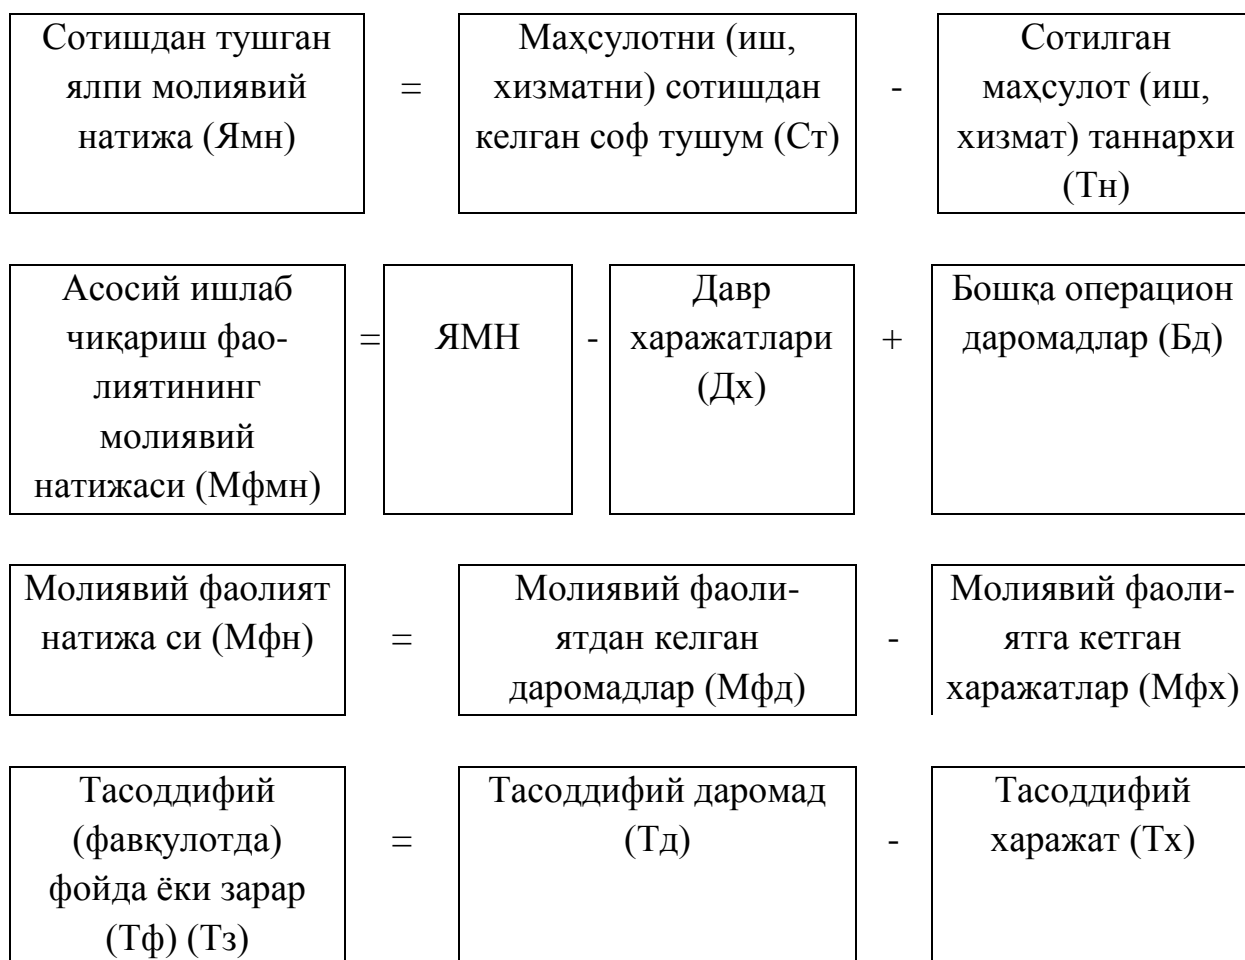 Сотишдан тушган
ялпи молиявий
натижа (Ямн)
=
Маҳсулотни (иш,
хизматни) сотишдан
келган соф тушум (Ст)
-
Сотилган
маҳсулот (иш,
хизмат) таннархи
(Тн)
Асосий ишлаб
чиқариш фао-
лиятининг
молиявий
натижаси (Мфмн)
=
ЯМН
-
Давр
харажатлари
(Дх)
+
Бошқа операцион
даромадлар (Бд)
Молиявий фаолият
натижа си (Мфн)
=
Молиявий фаоли-
ятдан келган
даромадлар (Мфд)
-
Молиявий фаоли-
ятга кетган
харажатлар (Мфх)
Тасоддифий
(фавқулотда)
фойда ёки зарар
(Тф) (Тз)
=
Тасоддифий даромад
(Тд)
-
Тасоддифий
харажат (Тх)